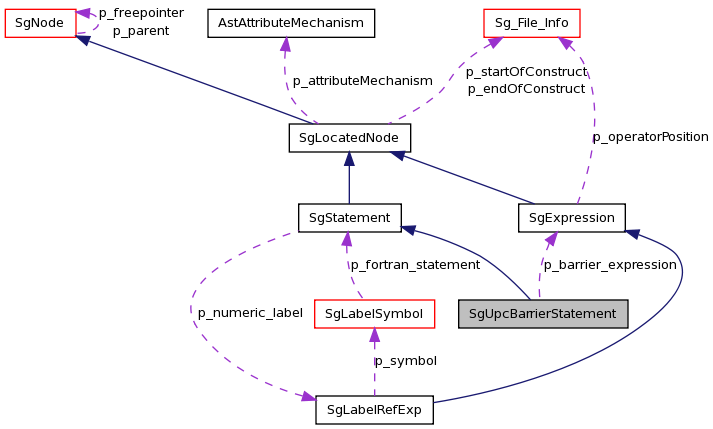 SgNode
p_freepointer
p_parent
AstAttributeMechanism
Sg_File_Info
p_attributeMechanism
p_startOfConstruct
p_endOfConstruct
SgLocatedNode
p_operatorPosition
SgStatement
SgExpression
p_fortran_statement
p_barrier_expression
p_numeric_label
SgLabelSymbol
SgUpcBarrierStatement
p_symbol
SgLabelRefExp